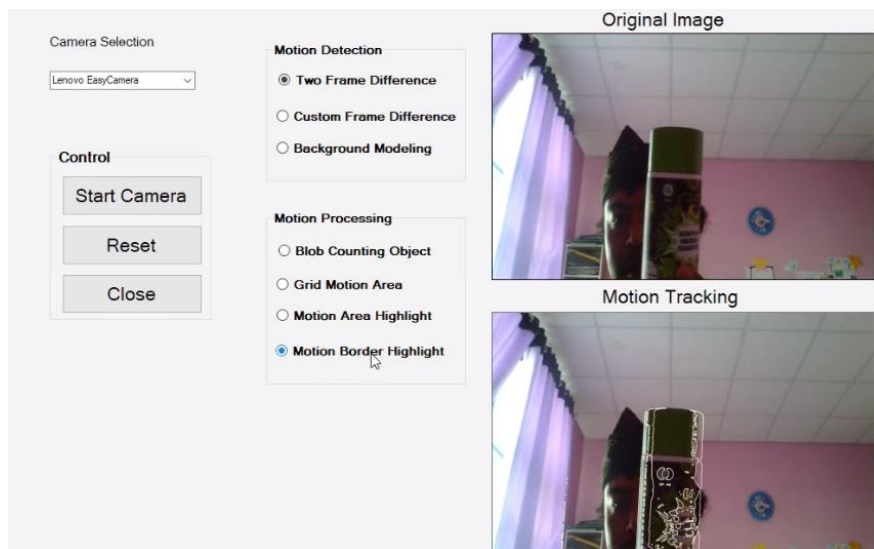 Original Image
Camera Selection
Lenovo EasyCamera
Motion Detection
Two Frame Difference
Custom Frame Difference
Background Modeling
Control
Start Camera
Reset
Close
Motion Processing
Blob Counting Object
Grid Motion Area
Motion Area Highlight
Motion Border Highlight
Motion Tracking